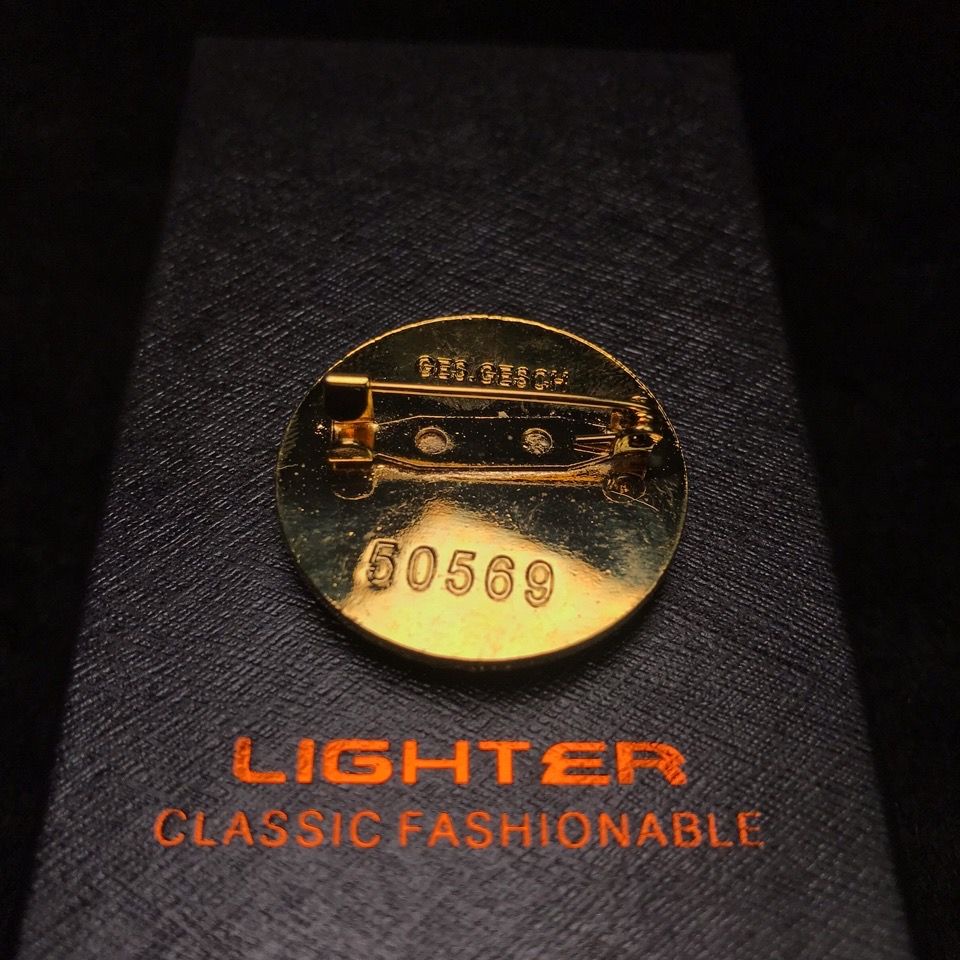 GES.GESCH
50569
LIGHTER
CLASSIC FASHIONABLE